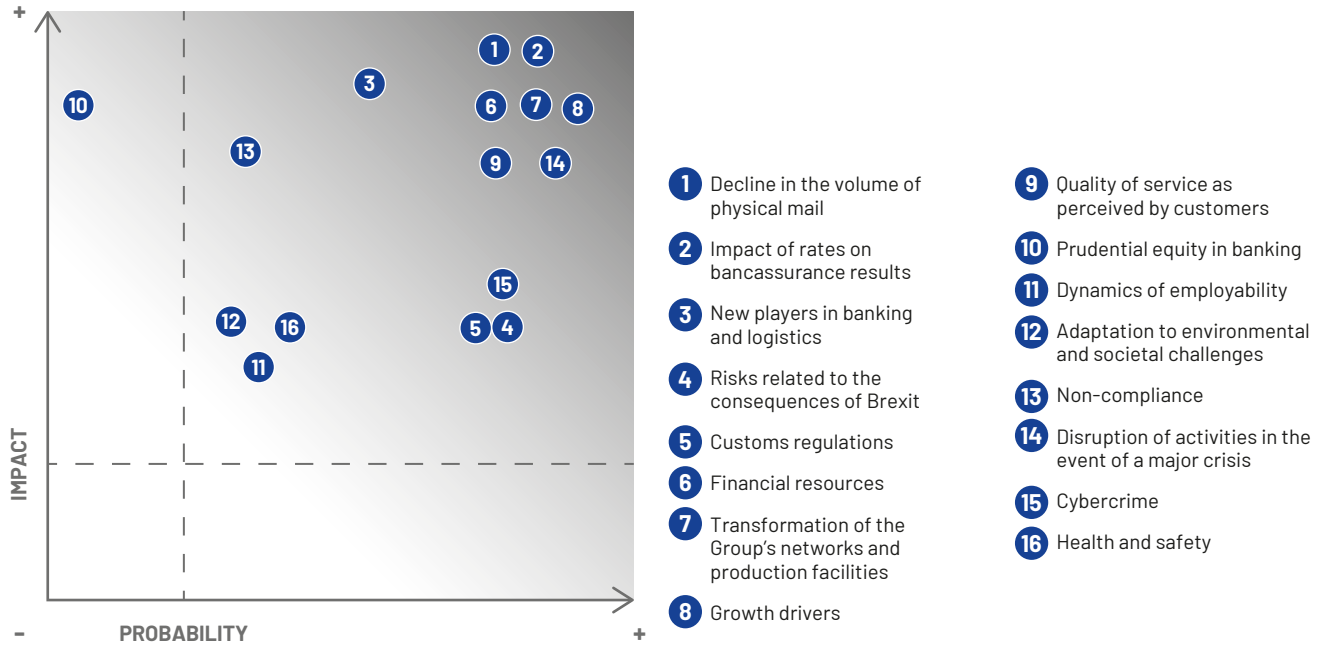 +
1
2
3
10
6
7
8
13
9
14
15
12
16
5
4
11
IMPACT
-
PROBABILITY
+
1 Decline in the volume of
physical mail
2 Impact of rates on
bancassurance results
3 New players in banking
and logistics
4 Risks related to the
consequences of Brexit
5 Customs regulations
6 Financial resources
7 Transformation of the
Group's networks and
production facilities
8 Growth drivers
9 Quality of service as
perceived by customers
10 Prudential equity in banking
11 Dynamics of employability
12 Adaptation to environmental
and societal challenges
13 Non-compliance
14 Disruption of activities in the
event of a major crisis
15 Cybercrime
16 Health and safety